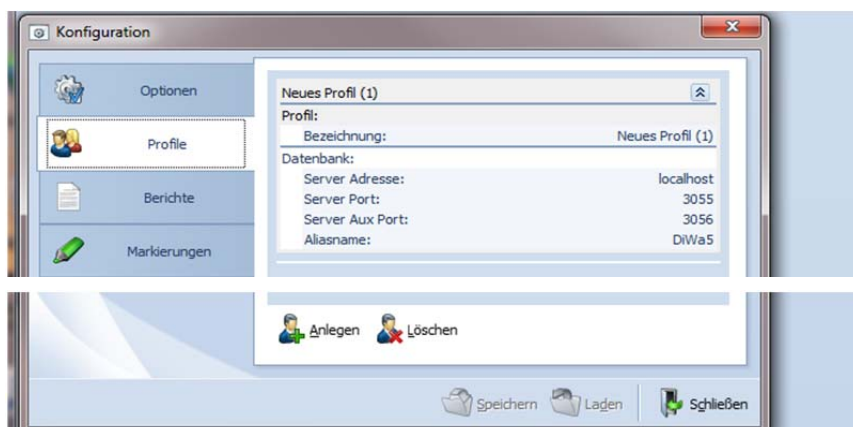 Konfiguration
Optionen
Profile
Berichte
Markierungen
Neues Profil (1)
Profil:
Bezeichnung: Neues Profil (1)
Datenbank:
Server Adresse: localhost
Server Port: 3055
Server Aux Port: 3056
Aliasname: DiWa5
Anlegen Löschen
Speichern Laden Schließen